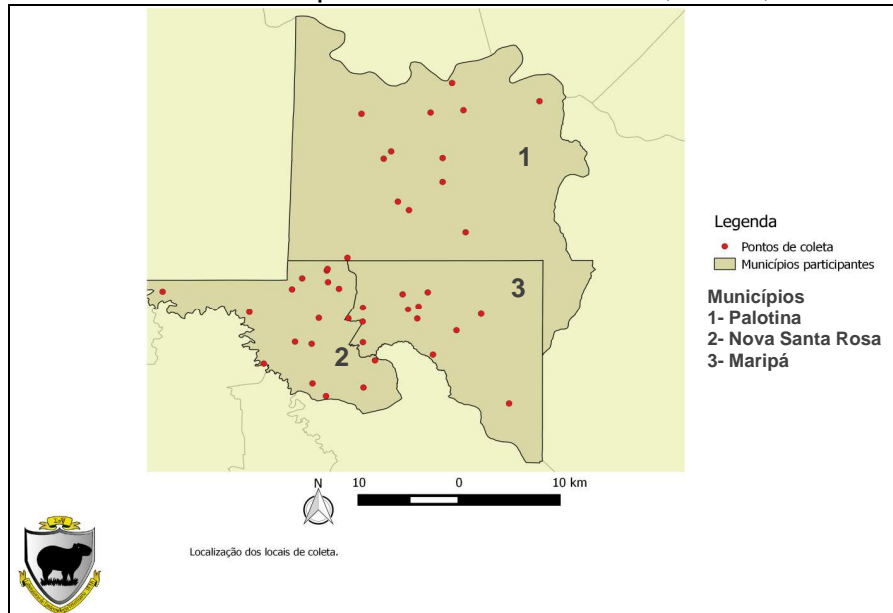 1
2
3
Legenda
Pontos de coleta
Municípios participantes
Municípios
1- Palotina
2- Nova Santa Rosa
3- Maripá
N
10 0 10 km
Localização dos locais de coleta.